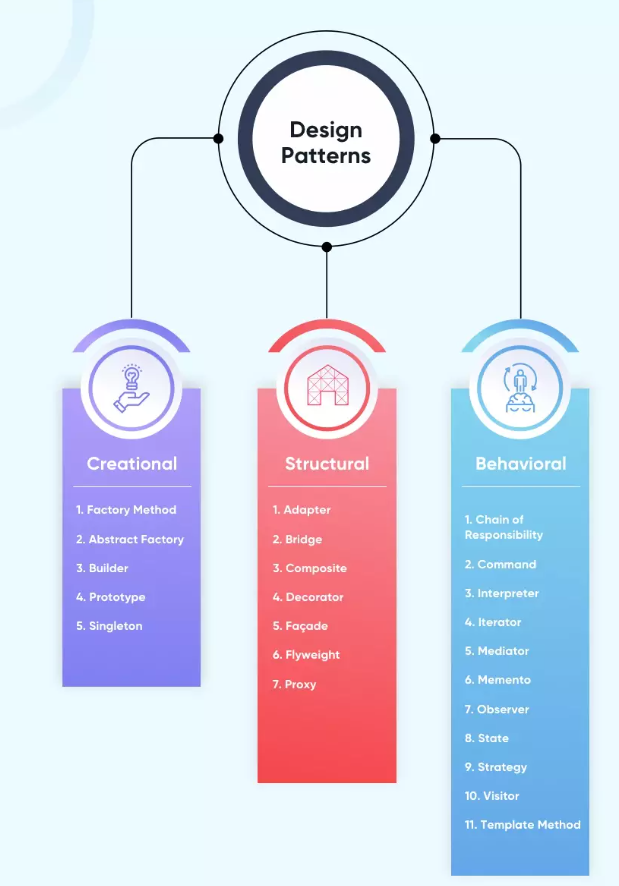 Design
Patterns
Creational
1. Factory Method
2. Abstract Factory
3. Builder
4. Prototype
5. Singleton
Structural
1. Adapter
2. Bridge
3. Composite
4. Decorator
5. Façade
6. Flyweight
7. Proxy
Behavioral
1. Chain of
Responsibility
2. Command
3. Interpreter
4. Iterator
5. Mediator
6. Memento
7. Observer
8. State
9. Strategy
10. Visitor
11. Template Method